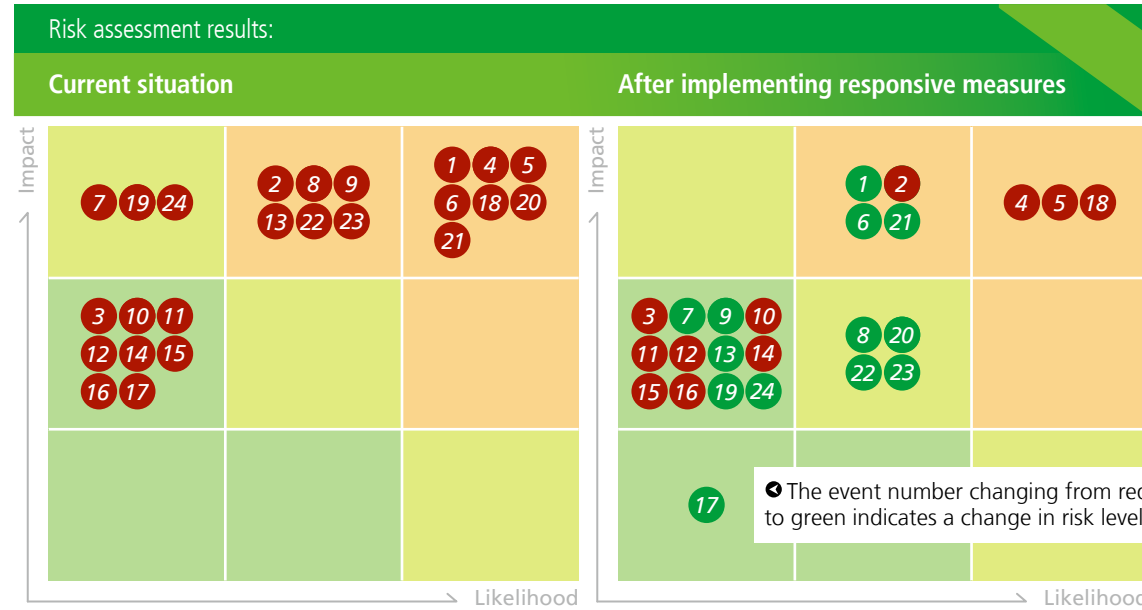 Risk assessment results:
Current situation
After implementing responsive measures
Impact
7 19 24
2 8 9
13 22 23
1 4 5
6 18 20
21
3 10 11
12 14 15
16 17
Likelihood
Impact
1 2
6 21
4 5 18
3 7 9 10
11 12 13 14
15 16 19 24
8 20
22 23
17
The event number changing from red
to green indicates a change in risk level
Likelihood